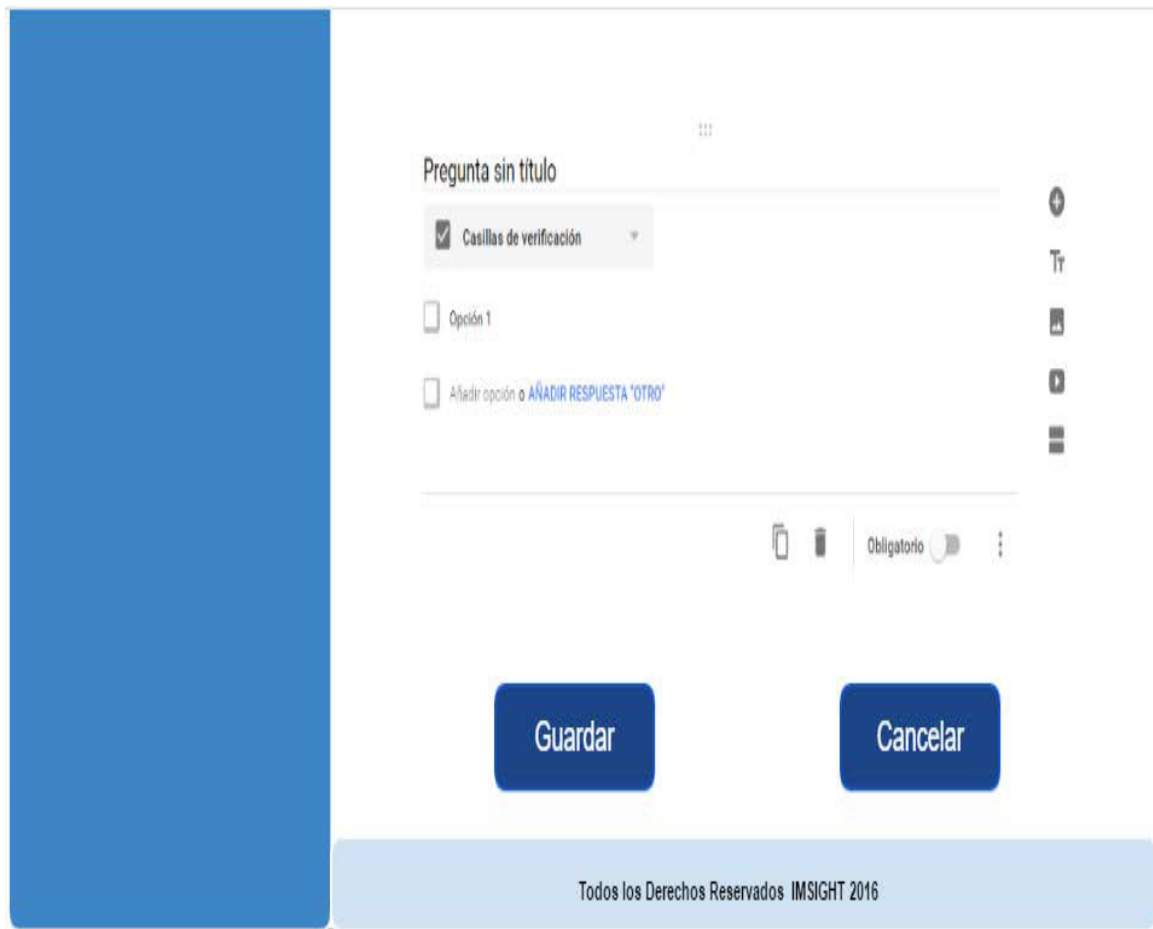 Pregunta sin título
Casillas de verificación
Opción 1
Añadir opción o AÑADIR RESPUESTA "OTRO"
Tт
Obligatorio
Guardar
Cancelar
Todos los Derechos Reservados IMSIGHT 2016